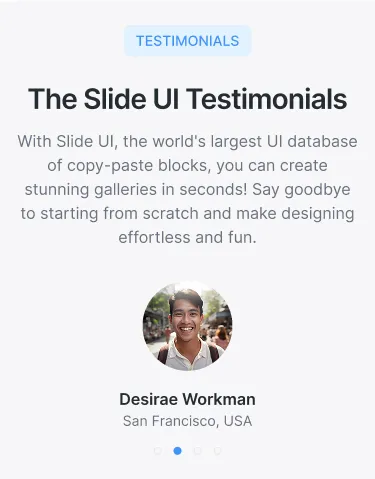 TESTIMONIALS
The Slide UI Testimonials
With Slide UI, the world's largest UI database
of copy-paste blocks, you can create
stunning galleries in seconds! Say goodbye
to starting from scratch and make designing
effortless and fun.
Desirae Workman
San Francisco, USA